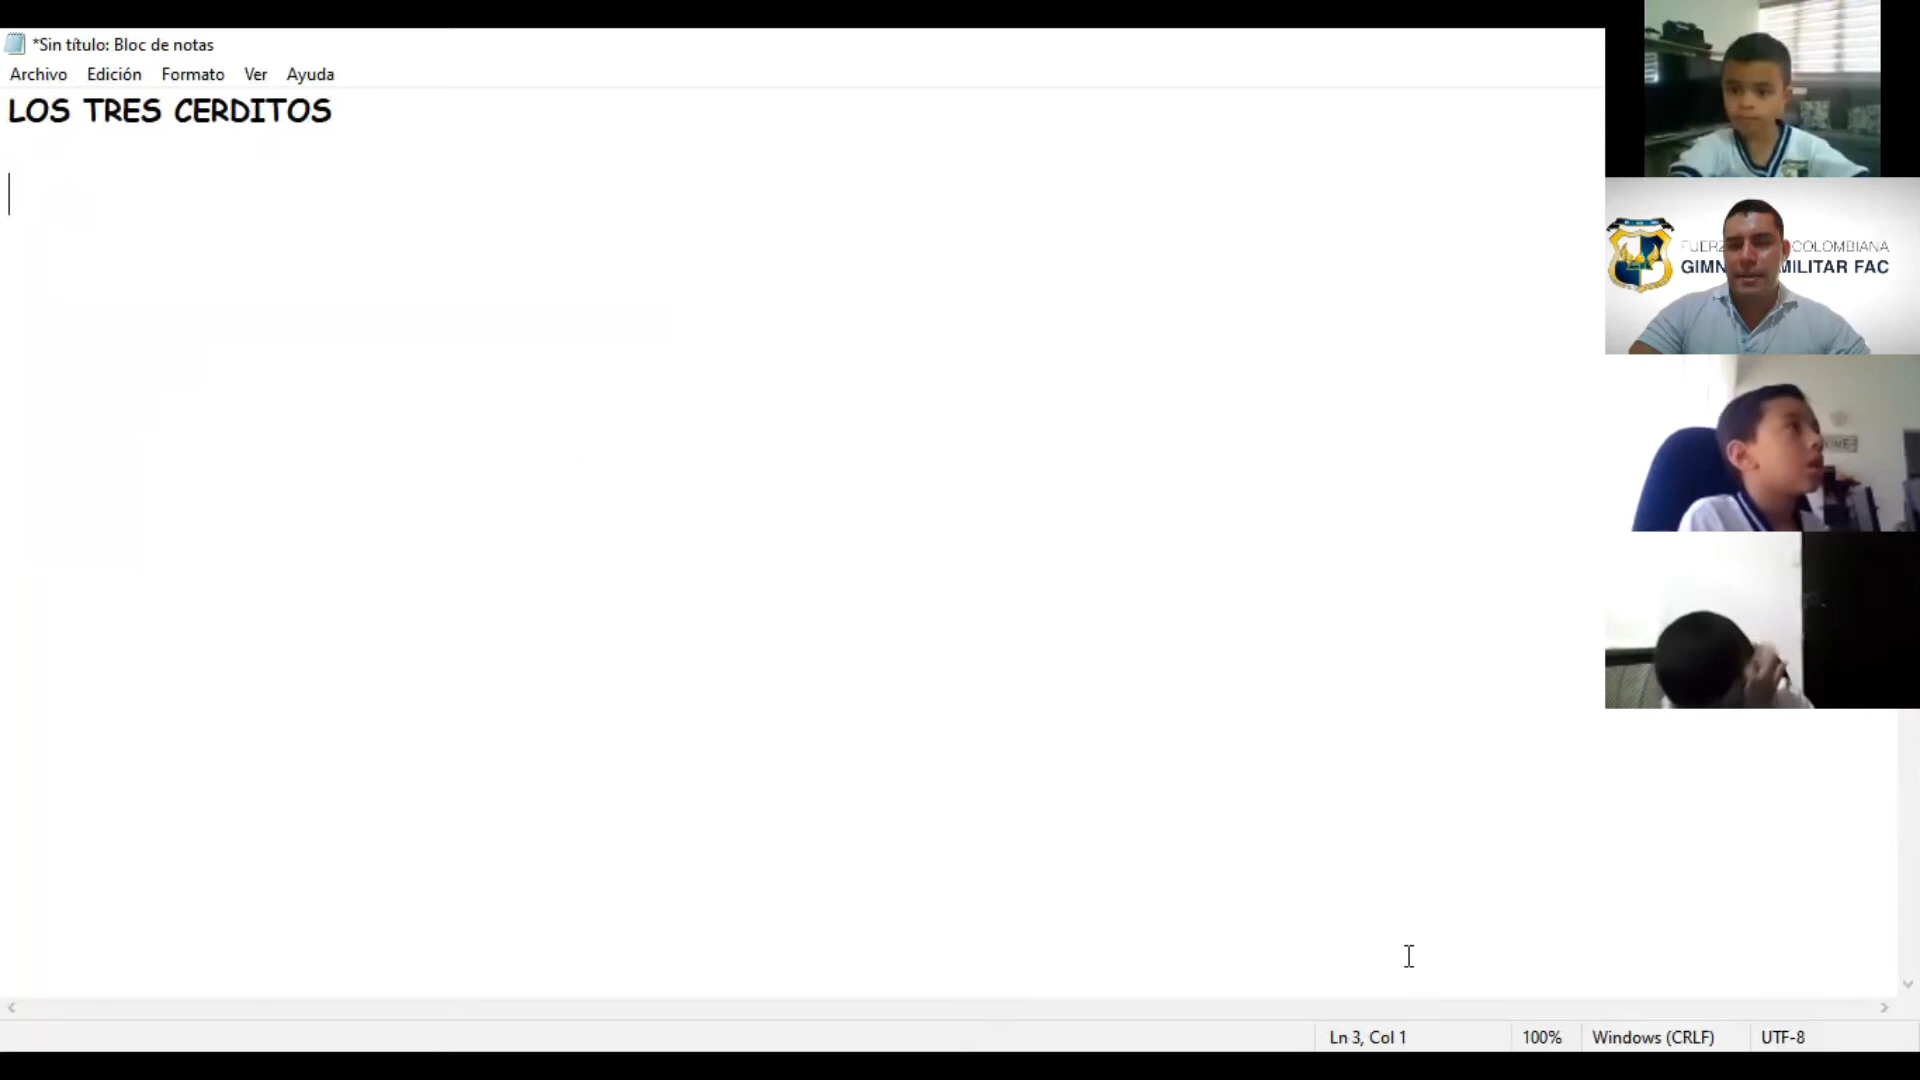 *Sin título: Bloc de notas
Archivo Edición Formato Ver Ayuda
LOS TRES CERDITOS
COLOMBIANA
MILITAR FAC
Ln 3, Col 1 100% Windows (CRLF) UTF-8